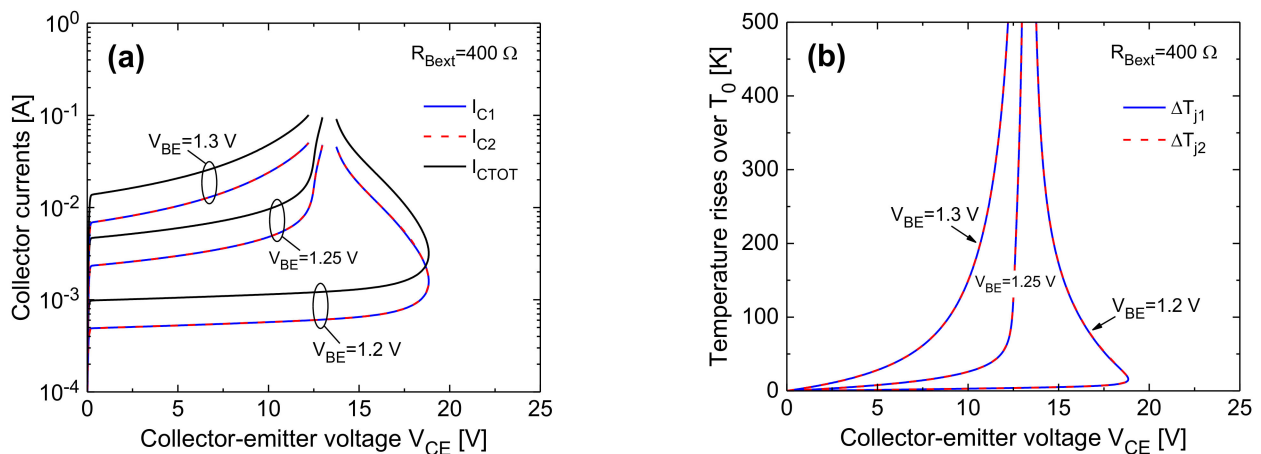 (a)
R_Bext=400 Ω
I_C1
I_C2
I_CTOT
V_BE=1.3 V
V_BE=1.25 V
V_BE=1.2 V
10^0
10^-1
10^-2
10^-3
10^-4
Collector currents [A]
0 5 10 15 20 25
Collector-emitter voltage V_CE [V]
(b)
R_Bext=400 Ω
ΔT_j1
ΔT_j2
V_BE=1.3 V
V_BE=1.25 V
V_BE=1.2 V
500
400
300
200
100
0
Temperature rises over T_0 [K]
0 5 10 15 20 25
Collector-emitter voltage V_CE [V]